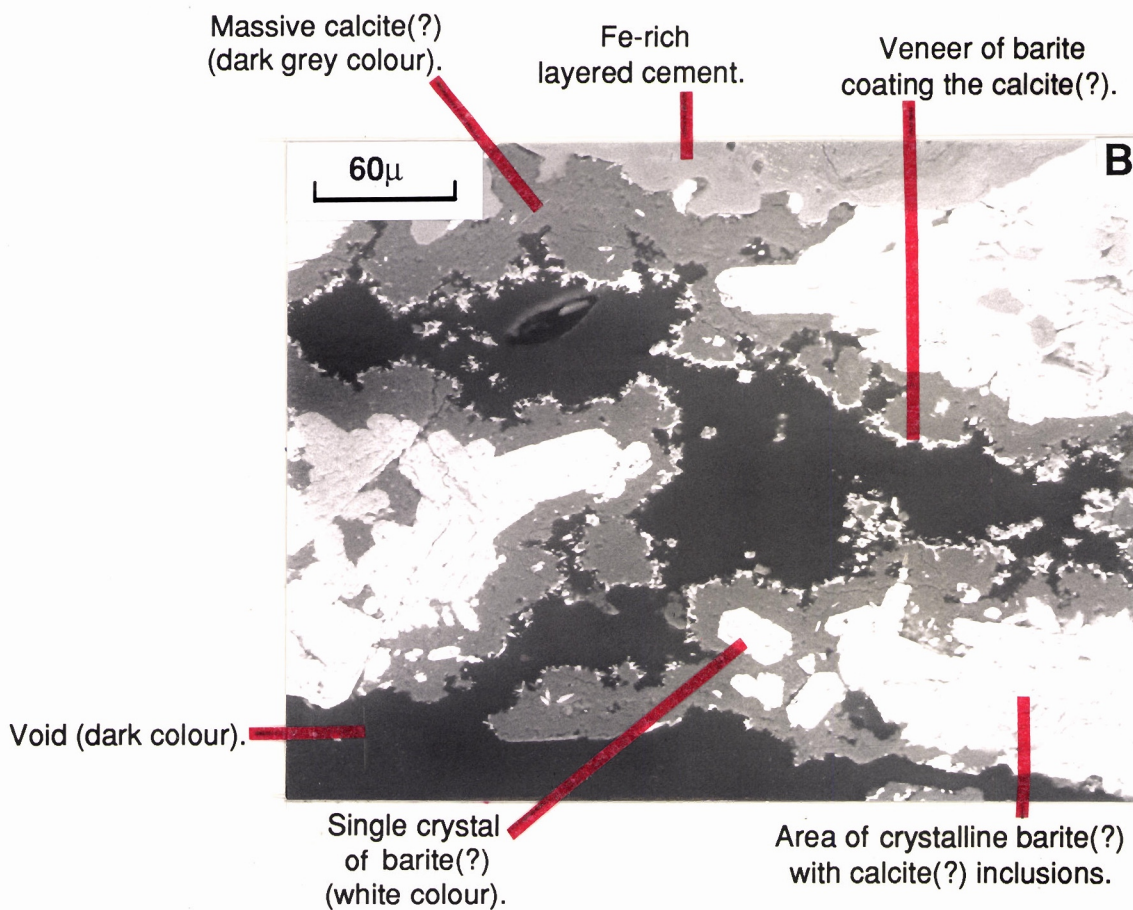 Massive calcite(?)
(dark grey colour).
Fe-rich
layered cement.
Veneer of barite
coating the calcite(?).
60μ
B
Void (dark colour).
Single crystal
of barite(?)
(white colour).
Area of crystalline barite(?)
with calcite(?) inclusions.